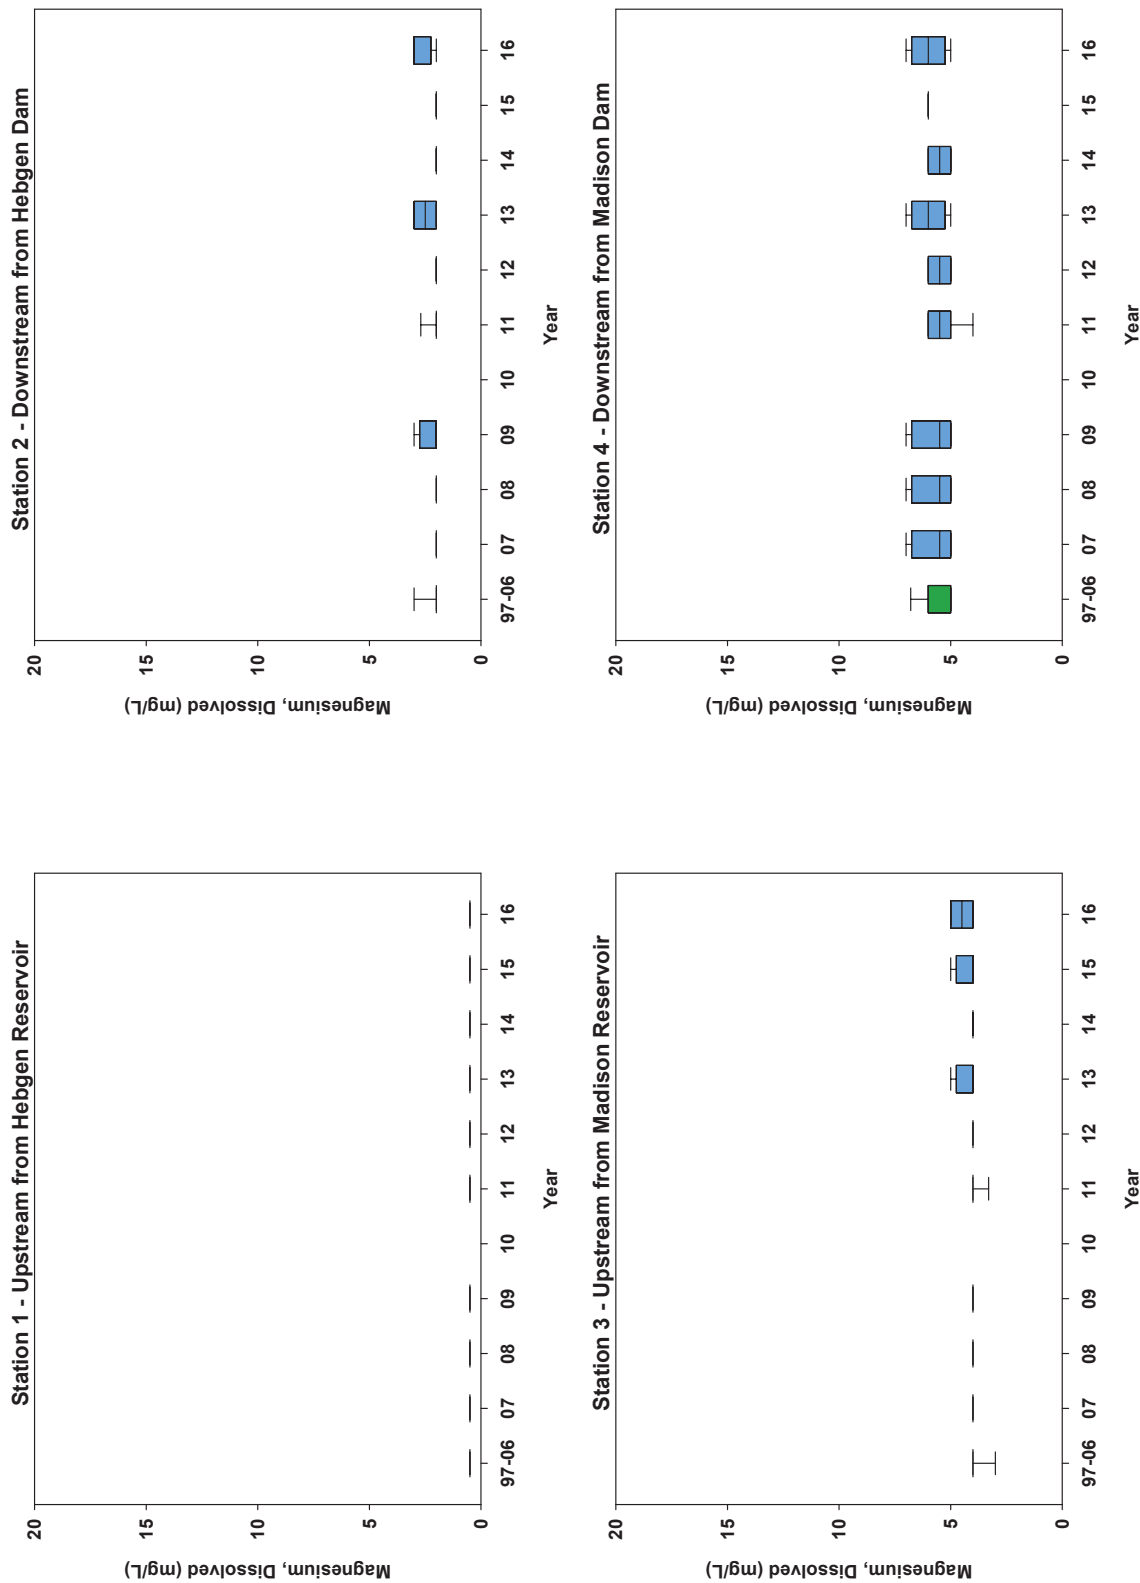 Station 1 - Upstream from Hebgen Reservoir
Magnesium, Dissolved (mg/L)
20
15
10
5
0
97-06 07 08 09 10 11 12 13 14 15 16
Year
Station 2 - Downstream from Hebgen Dam
Magnesium, Dissolved (mg/L)
20
15
10
5
0
97-06 07 08 09 10 11 12 13 14 15 16
Year
Station 3 - Upstream from Madison Reservoir
Magnesium, Dissolved (mg/L)
20
15
10
5
0
97-06 07 08 09 10 11 12 13 14 15 16
Year
Station 4 - Downstream from Madison Dam
Magnesium, Dissolved (mg/L)
20
15
10
5
0
97-06 07 08 09 10 11 12 13 14 15 16
Year